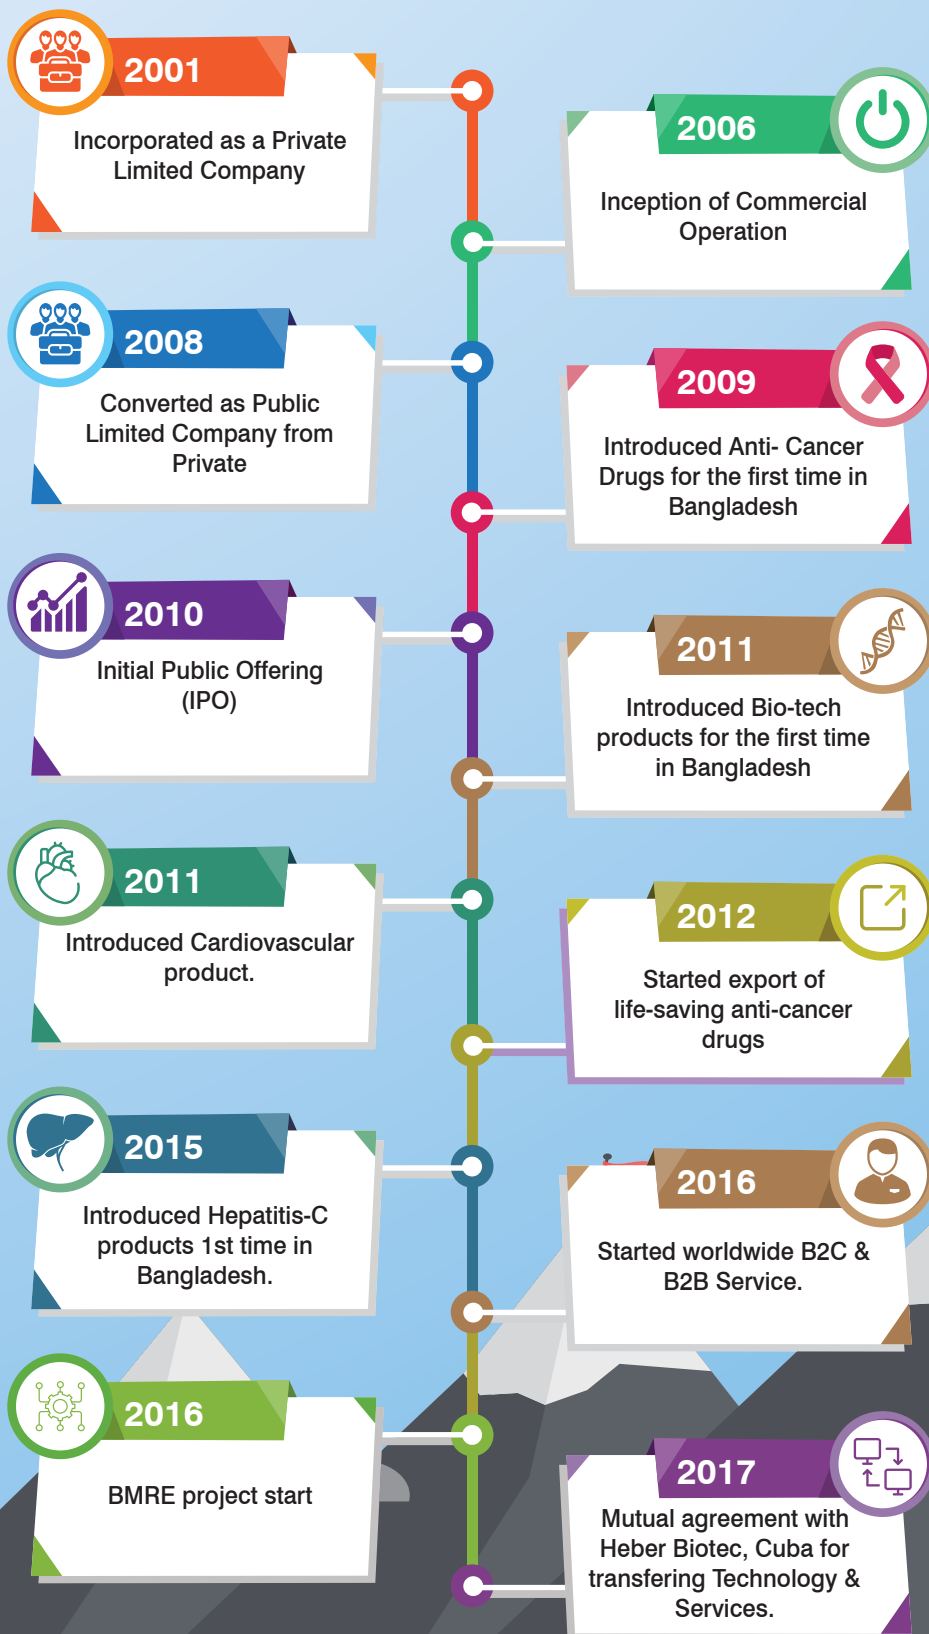 2001
Incorporated as a Private
Limited Company
2006
Inception of Commercial
Operation
2008
Converted as Public
Limited Company from
Private
2009
Introduced Anti- Cancer
Drugs for the first time in
Bangladesh
2010
Initial Public Offering
(IPO)
2011
Introduced Bio-tech
products for the first time
in Bangladesh
2011
Introduced Cardiovascular
product.
2012
Started export of
life-saving anti-cancer
drugs
2015
Introduced Hepatitis-C
products 1st time in
Bangladesh.
2016
Started worldwide B2C &
B2B Service.
2016
BMRE project start
2017
Mutual agreement with
Heber Biotec, Cuba for
transfering Technology &
Services.